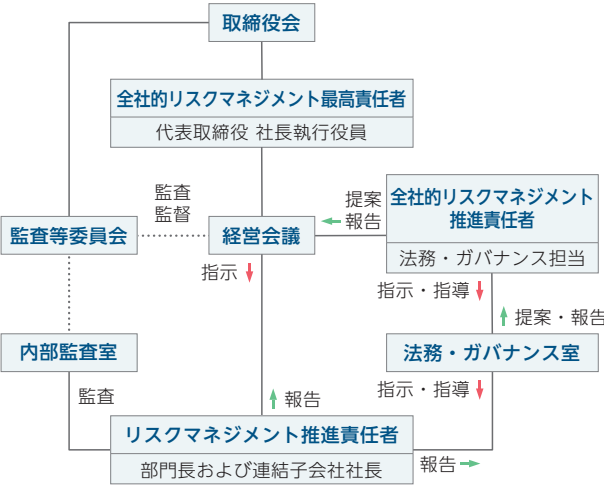 取締役会
全社的リスクマネジメント最高責任者
代表取締役 社長執行役員
監査
監督
提案
報告
全社的リスクマネジメント
推進責任者
法務・ガバナンス担当
監査等委員会
経営会議
指示
指示・指導
提案・報告
内部監査室
法務・ガバナンス室
監査
報告
指示・指導
リスクマネジメント推進責任者
部門長および連結子会社社長
報告